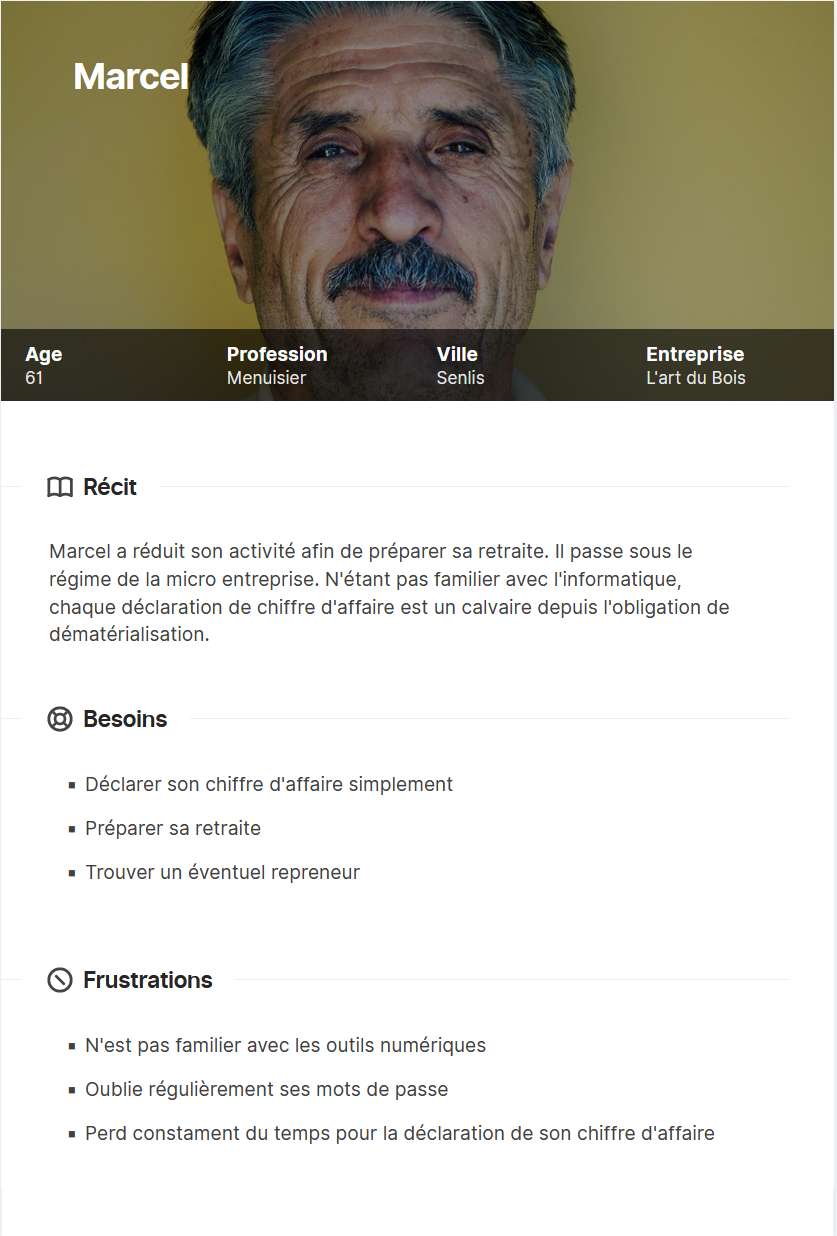 Marcel
Age
61
Profession
Menuisier
Ville
Senlis
Entreprise
L'art du Bois
Récit
Marcel a réduit son activité afin de préparer sa retraite. Il passe sous le
régime de la micro entreprise. N'étant pas familier avec l'informatique,
chaque déclaration de chiffre d'affaire est un calvaire depuis l'obligation de
dématérialisation.
Besoins
▪ Déclarer son chiffre d'affaire simplement
▪ Préparer sa retraite
▪ Trouver un éventuel repreneur
Frustrations
▪ N'est pas familier avec les outils numériques
▪ Oublie régulièrement ses mots de passe
▪ Perd constament du temps pour la déclaration de son chiffre d'affaire